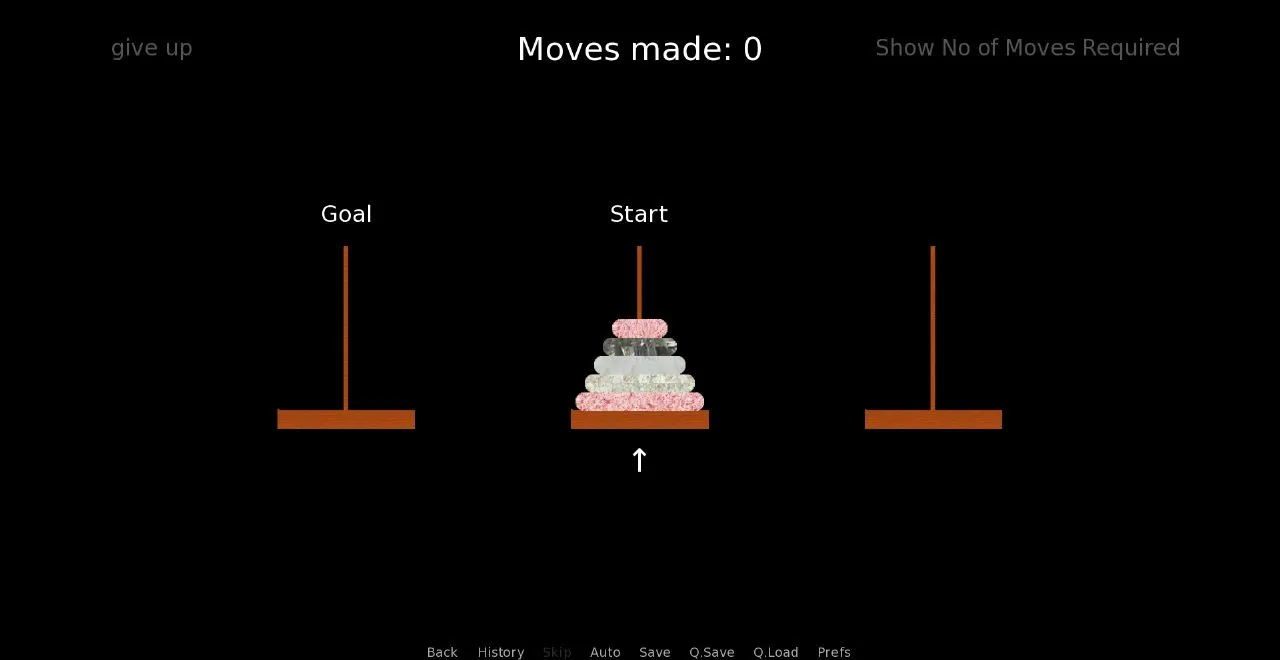 give up
Moves made: 0
Show No of Moves Required
Goal
Start
↑
Back History Skip Auto Save Q.Save Q.Load Prefs